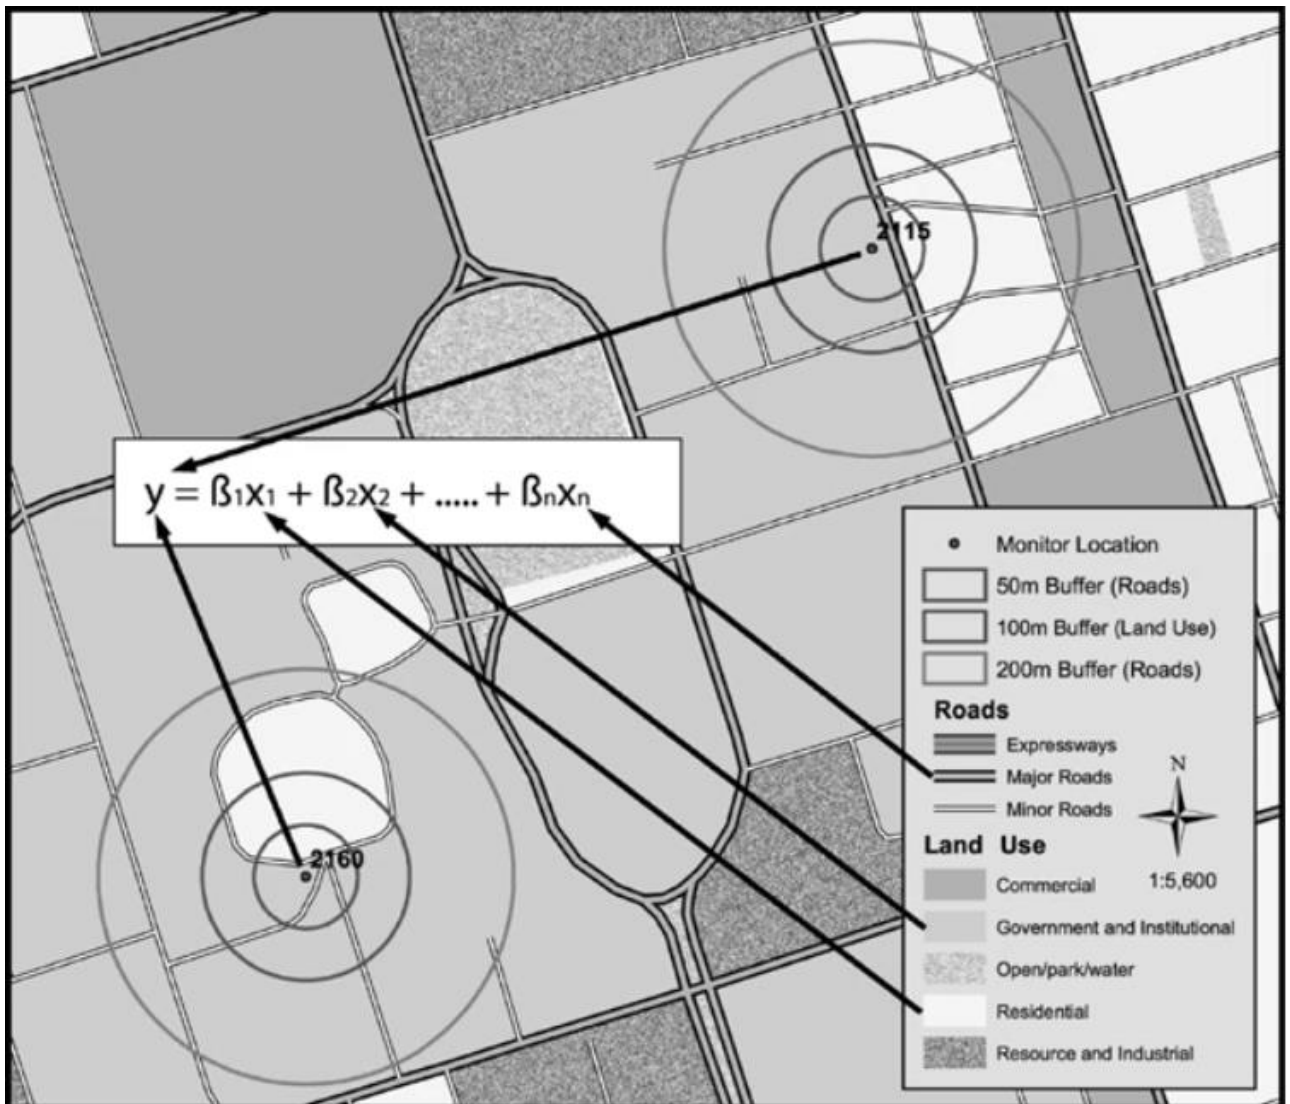 2115
y = ß1x1 + ß2x2 + ..... + ßnxn
2160
Monitor Location
50m Buffer (Roads)
100m Buffer (Land Use)
200m Buffer (Roads)
Roads
Expressways
Major Roads
Minor Roads
N
1:5,600
Land Use
Commercial
Government and Institutional
Open/park/water
Residential
Resource and Industrial